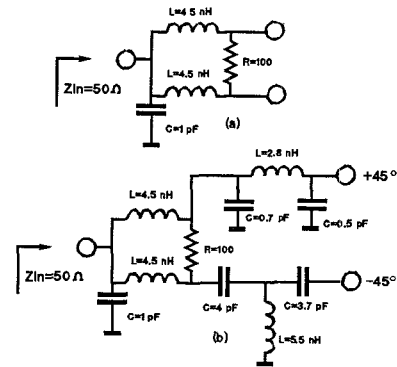 L=4.5 nH
R=100
Zin=50Ω
L=4.5 nH
C=1 pF
(a)
L=2.8 nH
+45°
L=4.5 nH
C=0.7 pF
C=0.5 pF
R=100
L=4.5 nH
Zin=50Ω
-45°
C=4 pF
C=3.7 pF
C=1 pF
(b)
L=5.5 nH